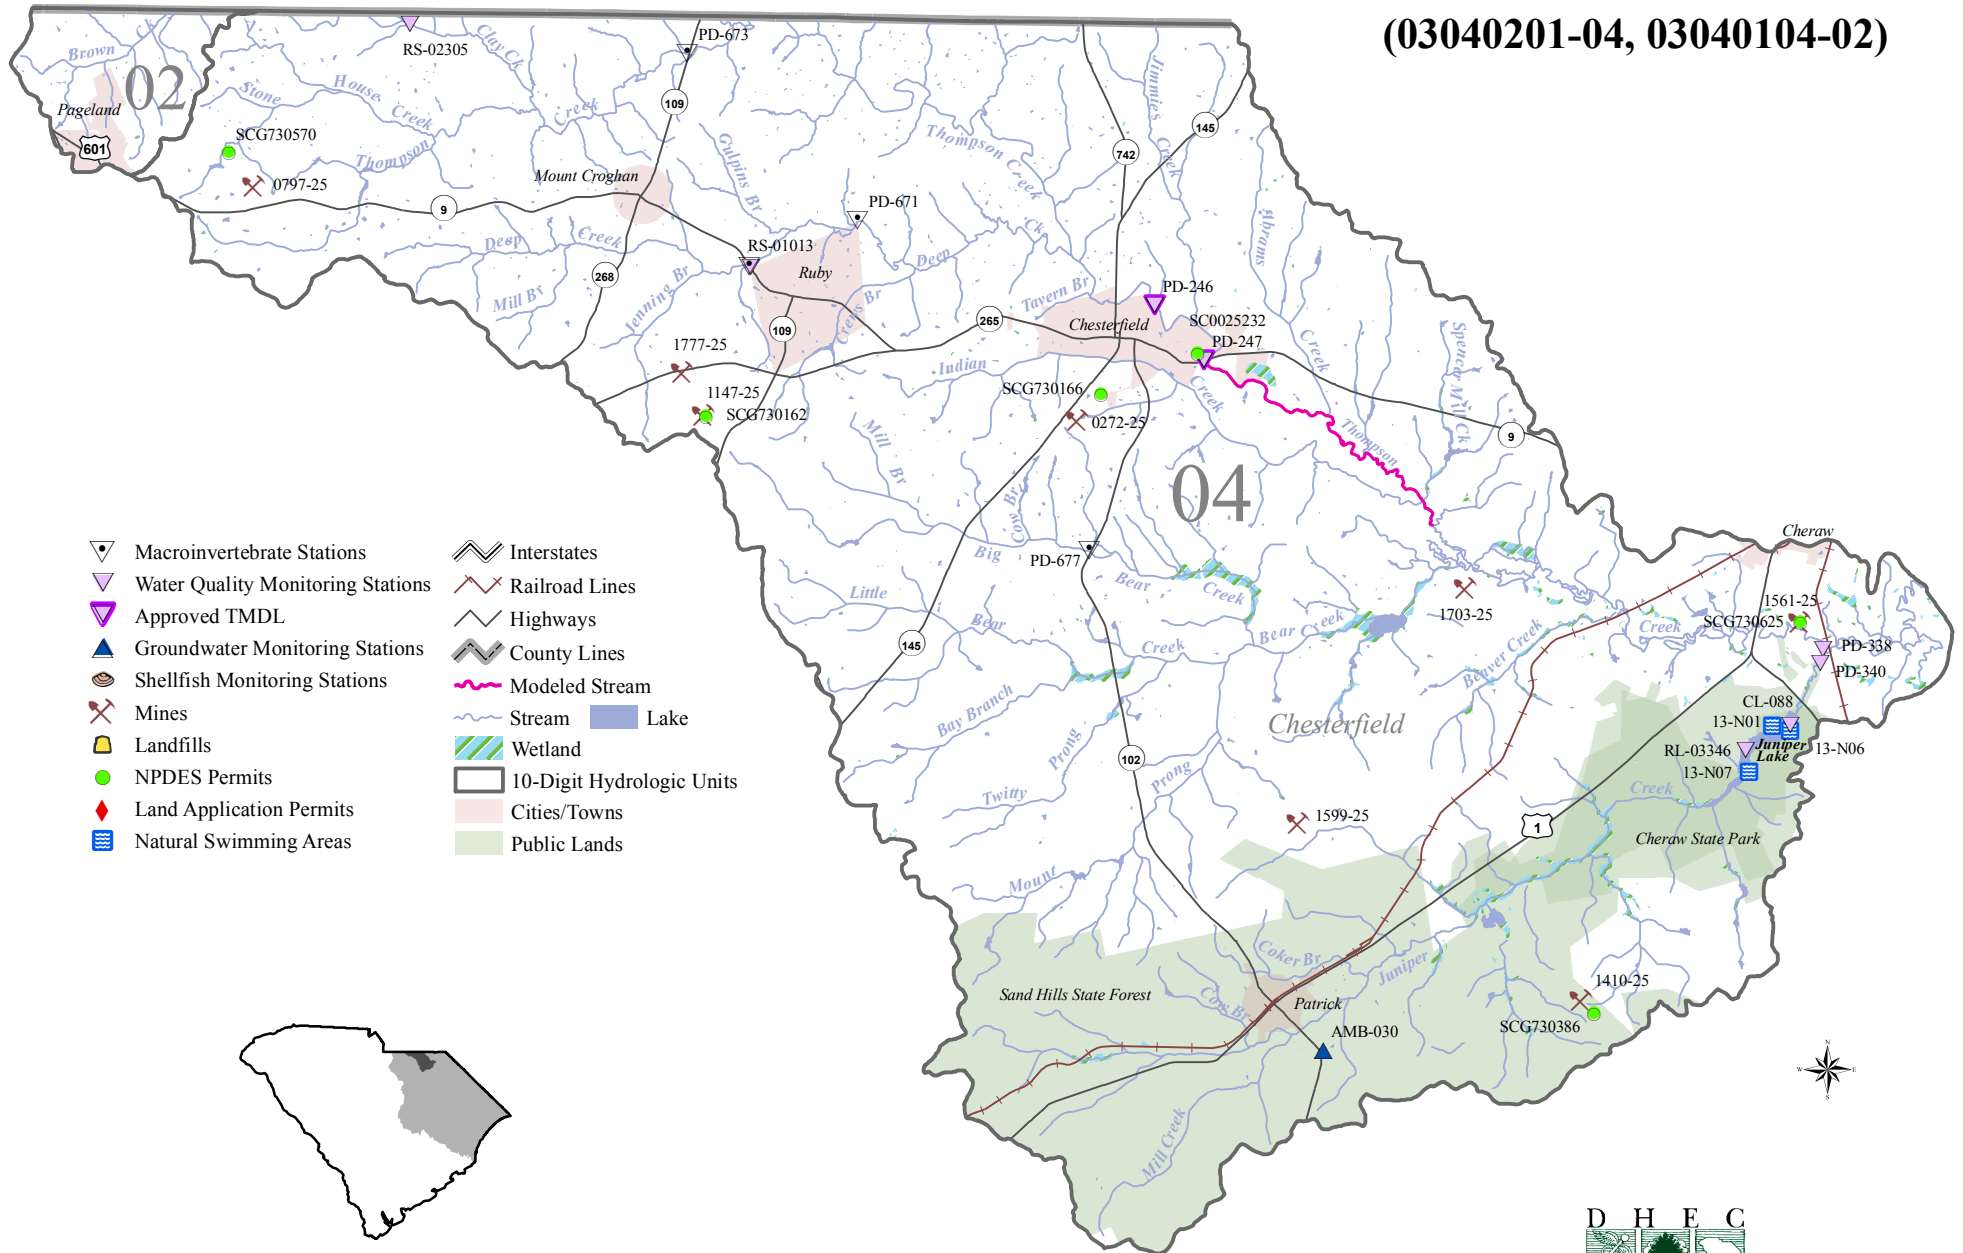 (03040201-04, 03040104-02)
Brown Ck
02
Pageland
601
RS-02305
Clay Ck
PD-673
109
Stone House Creek
Creek
SCG730570
0797-25
Thompson
Mount Croghan
9
Gulpins Br
PD-671
Thompson Creek
742
145
Jimmies Creek
Abrams
Creek
Deep Creek
RS-01013
Ruby
Deep
Ck
268
Mill Br
Jenning Br
109
Crews Br
265
Tavern Br
PD-246
Chesterfield
SC0025232
PD-247
1777-25
1147-25
SCG730162
Indian
Creek
SCG730166
0272-25
Thompson
Spencer Mill Ck
9
Mill Br
Cow Br
04
Big
PD-677
Bear
Creek
Little
Bear
Creek
Bear Creek
145
1703-25
Beaver Creek
Creek
Cheraw
1561-25
SCG730625
PD-338
PD-340
CL-088
13-N01
Juniper
Lake
13-N06
RL-03346
13-N07
Creek
Cheraw State Park
Bay Branch
Chesterfield
102
Prong
Twitty
Prong
1599-25
1
Mount
Sand Hills State Forest
Coker Br
Cow Br
Juniper
Patrick
AMB-030
1410-25
SCG730386
Mill Creek
Macroinvertebrate Stations
Water Quality Monitoring Stations
Approved TMDL
Groundwater Monitoring Stations
Shellfish Monitoring Stations
Mines
Landfills
NPDES Permits
Land Application Permits
Natural Swimming Areas
Interstates
Railroad Lines
Highways
County Lines
Modeled Stream
Stream
Lake
Wetland
10-Digit Hydrologic Units
Cities/Towns
Public Lands
N
W
E
S
D H E C